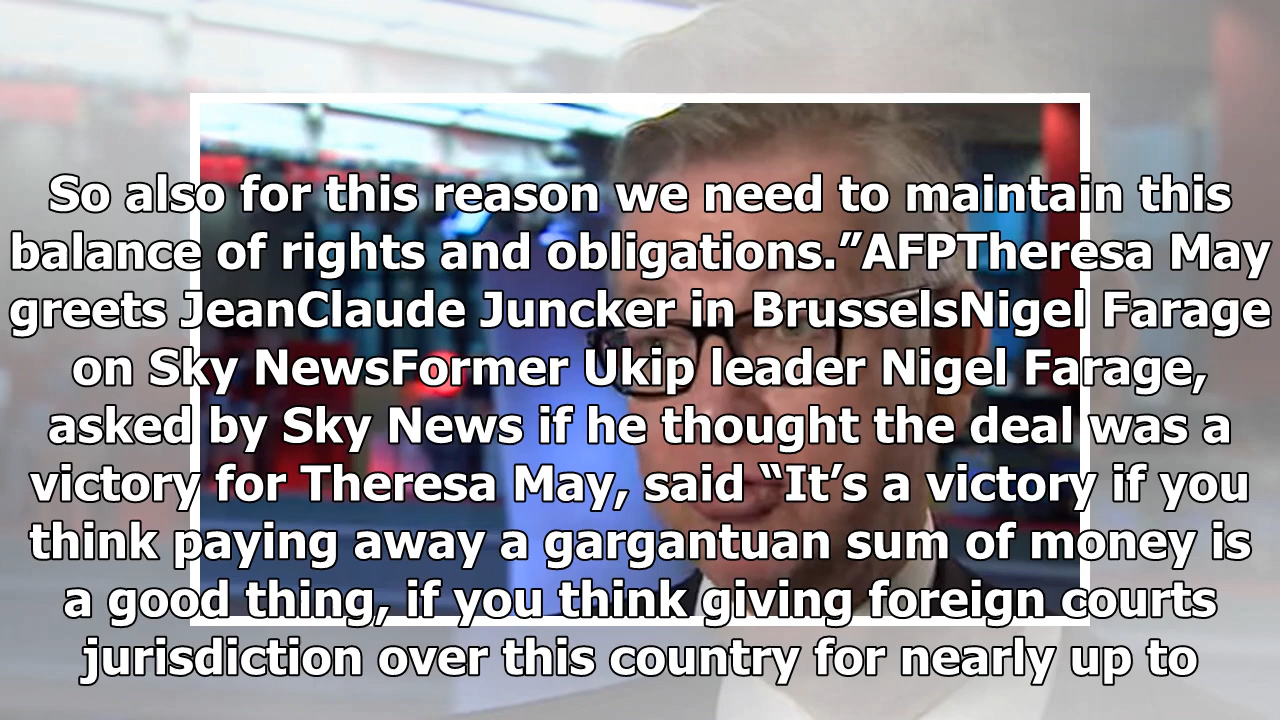 So also for this reason we need to maintain this
balance of rights and obligations.”AFPTheresa May
greets JeanClaude Juncker in BrusselsNigel Farage
on Sky NewsFormer Ukip leader Nigel Farage,
asked by Sky News if he thought the deal was a
victory for Theresa May, said “It’s a victory if you
think paying away a gargantuan sum of money is
a good thing, if you think giving foreign courts
jurisdiction over this country for nearly up to